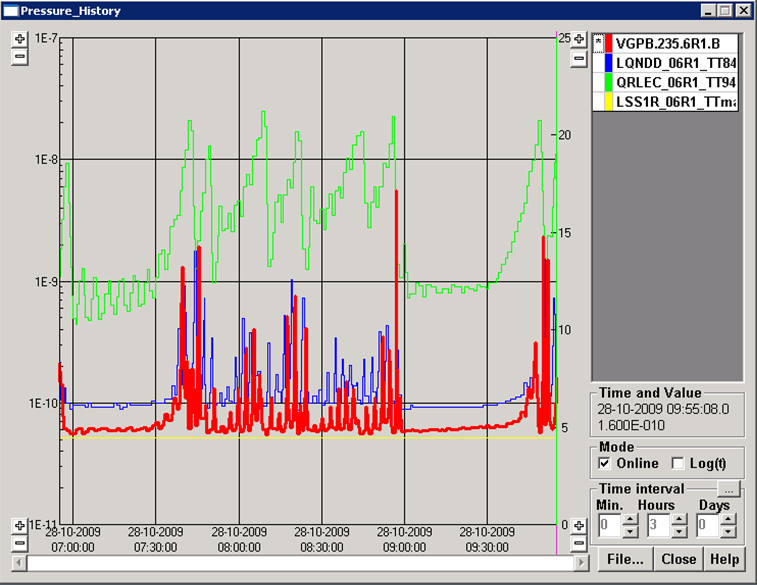 Pressure_History
1E-7
1E-8
1E-9
1E-10
1E-11
25
20
15
10
5
0
28-10-2009 28-10-2009 28-10-2009 28-10-2009 28-10-2009 28-10-2009
07:00:00 07:30:00 08:00:00 08:30:00 09:00:00 09:30:00
* VGPB.235.6R1.B
LQNDD_06R1_TT84
QRLEC_06R1_TT94
LSS1R_06R1_TTma
Time and Value
28-10-2009 09:55:08.0
1.600E-010
Mode
Online Log(t)
Time interval ...
Min. Hours Days
0 3 0
File... Close Help